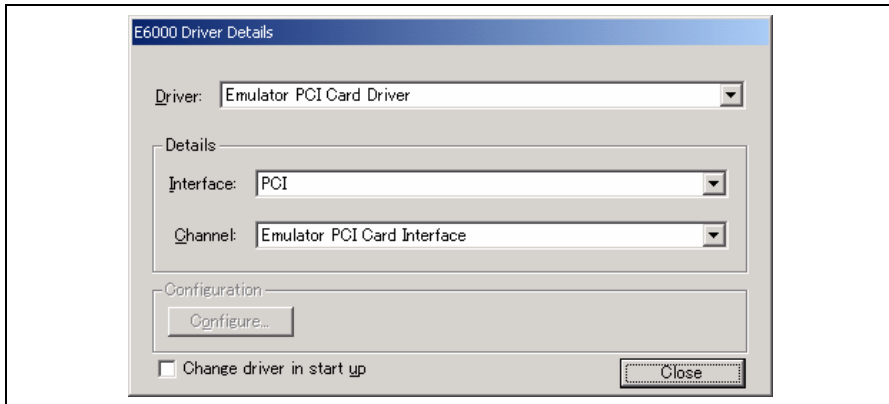 E6000 Driver Details
Driver: Emulator PCI Card Driver
Details
Interface: PCI
Channel: Emulator PCI Card Interface
Configuration
Configure...
Change driver in start up
Close